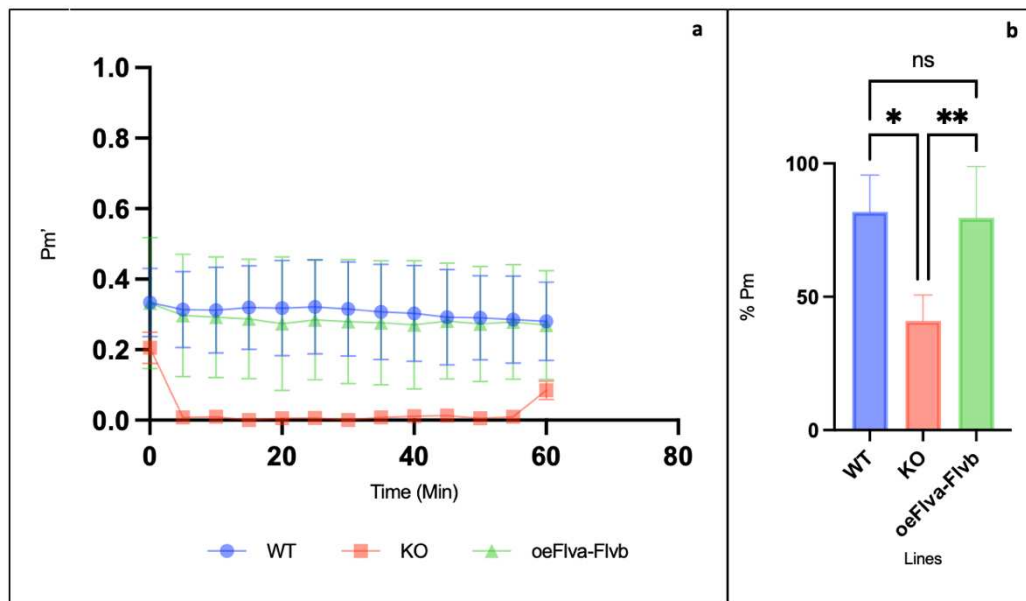 a
1.0
0.8
0.6
0.4
0.2
0.0
Pm'
0 20 40 60 80
Time (Min)
WT KO oeFlva-Flvb
b
ns
* **
100
50
0
% Pm
WT
KO
oeFlva-Flvb
Lines